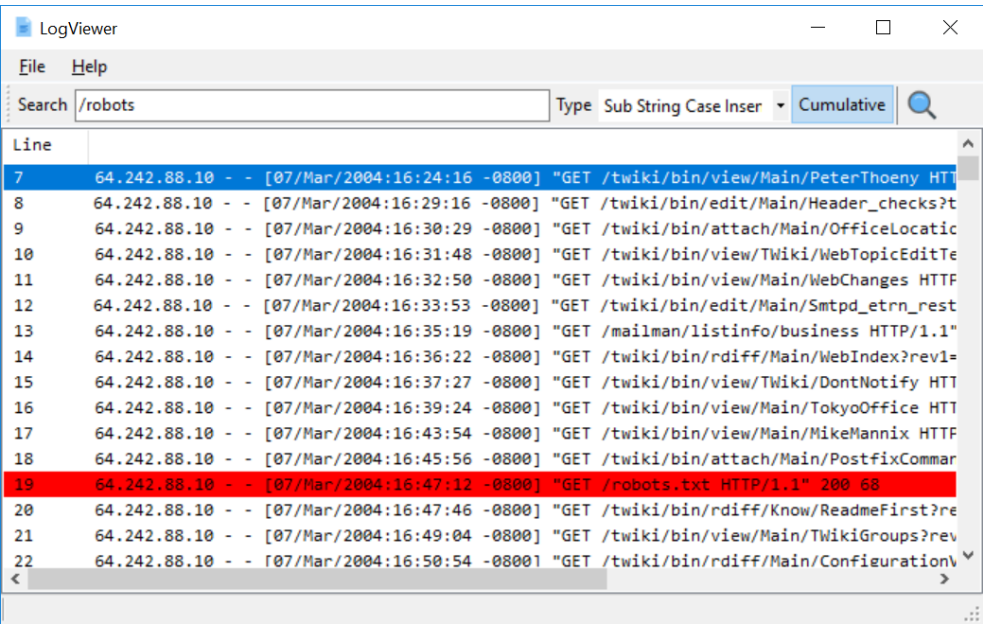 LogViewer
File Help
Search /robots Type Sub String Case Inser Cumulative
Line
7 64.242.88.10 - - [07/Mar/2004:16:24:16 -0800] "GET /twiki/bin/view/Main/PeterThoeny HTT
8 64.242.88.10 - - [07/Mar/2004:16:29:16 -0800] "GET /twiki/bin/edit/Main/Header_checks?t
9 64.242.88.10 - - [07/Mar/2004:16:30:29 -0800] "GET /twiki/bin/attach/Main/OfficeLocatic
10 64.242.88.10 - - [07/Mar/2004:16:31:48 -0800] "GET /twiki/bin/view/TWiki/WebTopicEditTe
11 64.242.88.10 - - [07/Mar/2004:16:32:50 -0800] "GET /twiki/bin/view/Main/WebChanges HTTP
12 64.242.88.10 - - [07/Mar/2004:16:33:53 -0800] "GET /twiki/bin/edit/Main/Smtpd_etrn_rest
13 64.242.88.10 - - [07/Mar/2004:16:35:19 -0800] "GET /mailman/listinfo/business HTTP/1.1"
14 64.242.88.10 - - [07/Mar/2004:16:36:22 -0800] "GET /twiki/bin/rdiff/Main/WebIndex?rev1=
15 64.242.88.10 - - [07/Mar/2004:16:37:27 -0800] "GET /twiki/bin/view/TWiki/DontNotify HTT
16 64.242.88.10 - - [07/Mar/2004:16:39:24 -0800] "GET /twiki/bin/view/Main/TokyoOffice HTT
17 64.242.88.10 - - [07/Mar/2004:16:43:54 -0800] "GET /twiki/bin/view/Main/MikeMannix HTTP
18 64.242.88.10 - - [07/Mar/2004:16:45:56 -0800] "GET /twiki/bin/attach/Main/PostfixCommar
19 64.242.88.10 - - [07/Mar/2004:16:47:12 -0800] "GET /robots.txt HTTP/1.1" 200 68
20 64.242.88.10 - - [07/Mar/2004:16:47:46 -0800] "GET /twiki/bin/rdiff/Know/ReadmeFirst?re
21 64.242.88.10 - - [07/Mar/2004:16:49:04 -0800] "GET /twiki/bin/view/Main/TWikiGroups?rev
22 64.242.88.10 - - [07/Mar/2004:16:50:54 -0800] "GET /twiki/bin/rdiff/Main/ConfigurationV